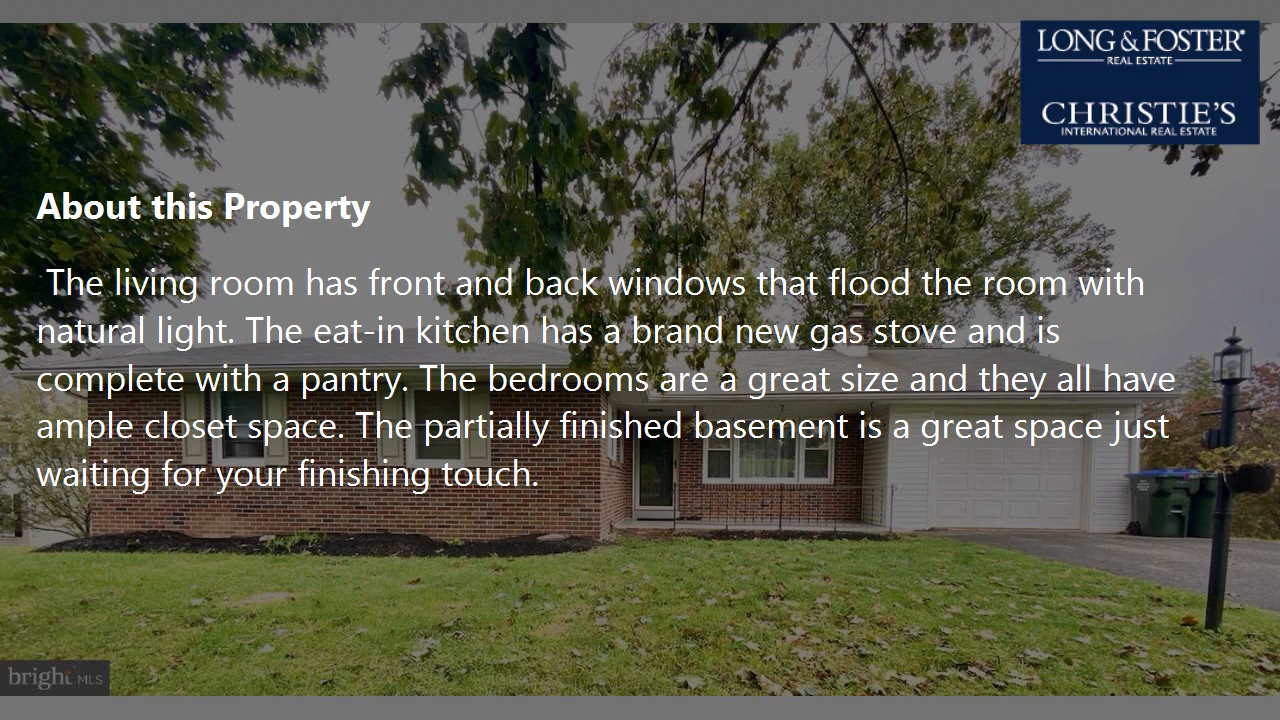 LONG & FOSTER®
REAL ESTATE
CHRISTIE'S
INTERNATIONAL REAL ESTATE
About this Property
The living room has front and back windows that flood the room with
natural light. The eat-in kitchen has a brand new gas stove and is
complete with a pantry. The bedrooms are a great size and they all have
ample closet space. The partially finished basement is a great space just
waiting for your finishing touch.
bright MLS